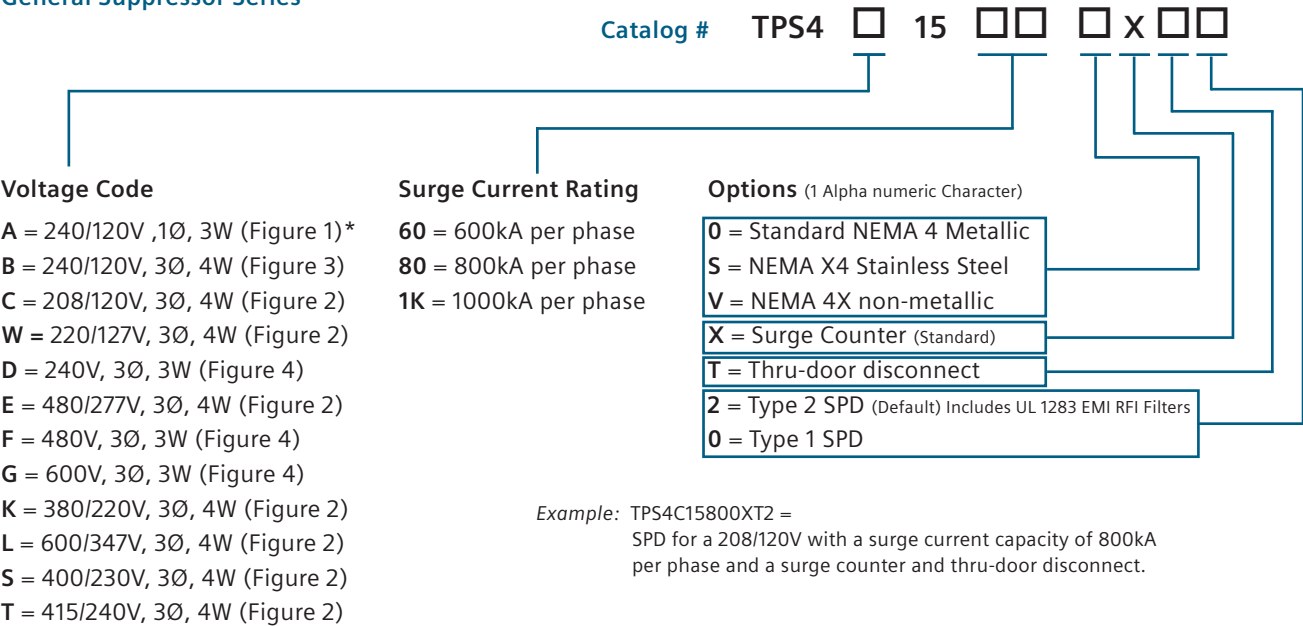 General Suppressor Series
Catalog # TPS4 □ 15 □□ □ X □□
Voltage Code
A = 240/120V ,1Ø, 3W (Figure 1)*
B = 240/120V, 3Ø, 4W (Figure 3)
C = 208/120V, 3Ø, 4W (Figure 2)
W = 220/127V, 3Ø, 4W (Figure 2)
D = 240V, 3Ø, 3W (Figure 4)
E = 480/277V, 3Ø, 4W (Figure 2)
F = 480V, 3Ø, 3W (Figure 4)
G = 600V, 3Ø, 3W (Figure 4)
K = 380/220V, 3Ø, 4W (Figure 2)
L = 600/347V, 3Ø, 4W (Figure 2)
S = 400/230V, 3Ø, 4W (Figure 2)
T = 415/240V, 3Ø, 4W (Figure 2)
Surge Current Rating
60 = 600kA per phase
80 = 800kA per phase
1K = 1000kA per phase
Options (1 Alpha numeric Character)
0 = Standard NEMA 4 Metallic
S = NEMA X4 Stainless Steel
V = NEMA 4X non-metallic
X = Surge Counter (Standard)
T = Thru-door disconnect
2 = Type 2 SPD (Default) Includes UL 1283 EMI RFI Filters
0 = Type 1 SPD
Example: TPS4C15800XT2 =
SPD for a 208/120V with a surge current capacity of 800kA
per phase and a surge counter and thru-door disconnect.